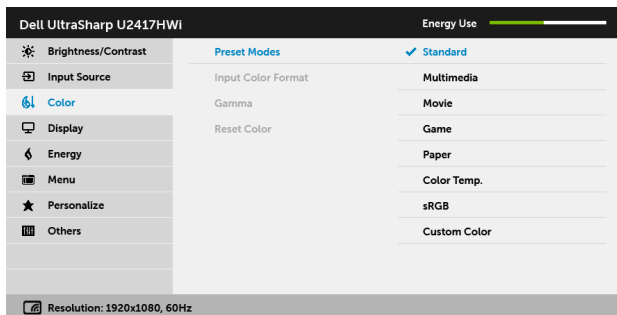 Dell UltraSharp U2417HWi Energy Use
Brightness/Contrast Preset Modes Standard
Input Source Input Color Format Multimedia
Color Gamma Movie
Display Reset Color Game
Energy Paper
Menu Color Temp.
Personalize sRGB
Others Custom Color
Resolution: 1920x1080, 60Hz